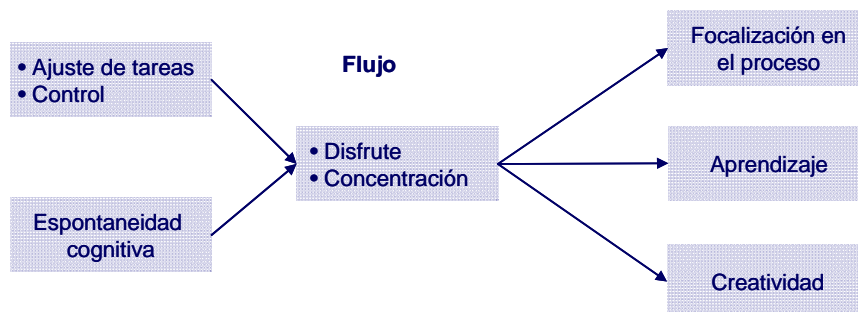 • Ajuste de tareas
• Control
Espontaneidad
cognitiva
Flujo
• Disfrute
• Concentración
Focalización en
el proceso
Aprendizaje
Creatividad